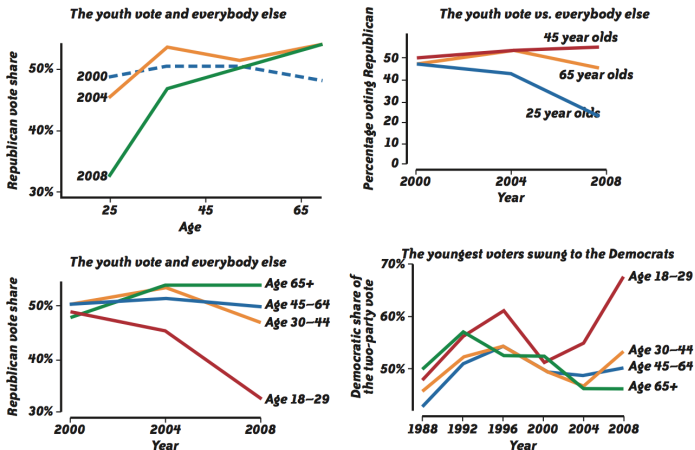 The youth vote and everybody else
Republican vote share
50%
40%
30%
2000
2004
2008
25
45
65
Age
The youth vote vs. everybody else
Percentage voting Republican
50
40
30
20
10
0
45 year olds
65 year olds
25 year olds
2000
2004
2008
Year
The youth vote and everybody else
Republican vote share
50%
40%
30%
Age 65+
Age 45–64
Age 30–44
Age 18–29
2000
2004
2008
Year
The youngest voters swung to the Democrats
Democratic share of
the two-party vote
70%
60%
50%
Age 18–29
Age 30–44
Age 45–64
Age 65+
1988
1992
1996
2000
2004
2008
Year